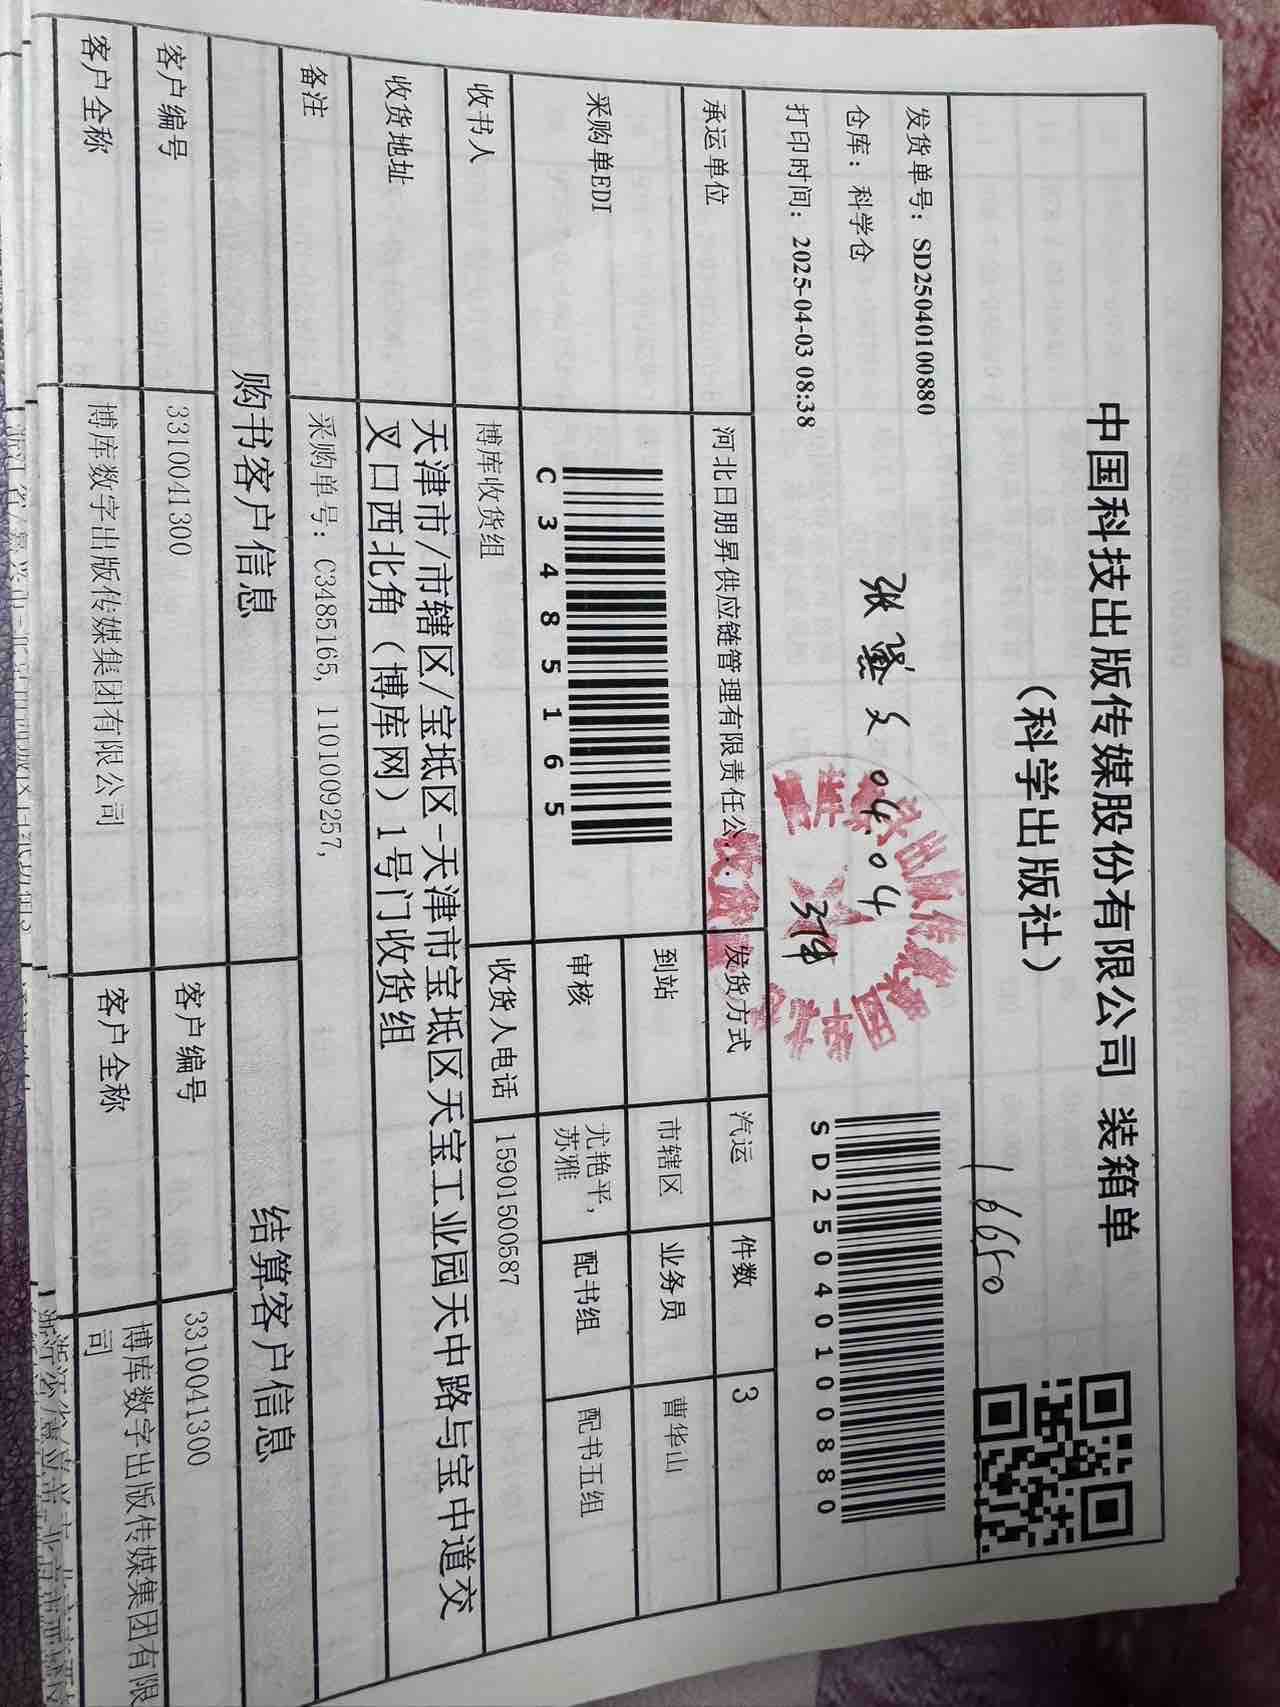 中国科技出版传媒股份有限公司 装箱单
（科学出版社）
16650
发货单号：SD25040100880
仓库：科学仓
打印时间：2025-04-03 08:38
04.04
3件
SD25040100880
承运单位 河北日朋昇供应链管理有限责任公 发货方式 汽运 件数 3
采购单EDI C3485165 到站 市辖区 业务员 曹华山
审核 尤艳平，苏雅 配书组 配书五组
收书人 博库收货组 收货人电话 15901500587
收货地址 天津市/市辖区/宝坻区-天津市宝坻区天宝工业园天中路与宝中道交
叉口西北角（博库网）1号门收货组
备注 采购单号：C3485165, 1101009257,
购书客户信息 结算客户信息
客户编号 3310041300 客户编号 3310041300
客户全称 博库数字出版传媒集团有限公司 客户全称 博库数字出版传媒集团有限公
司